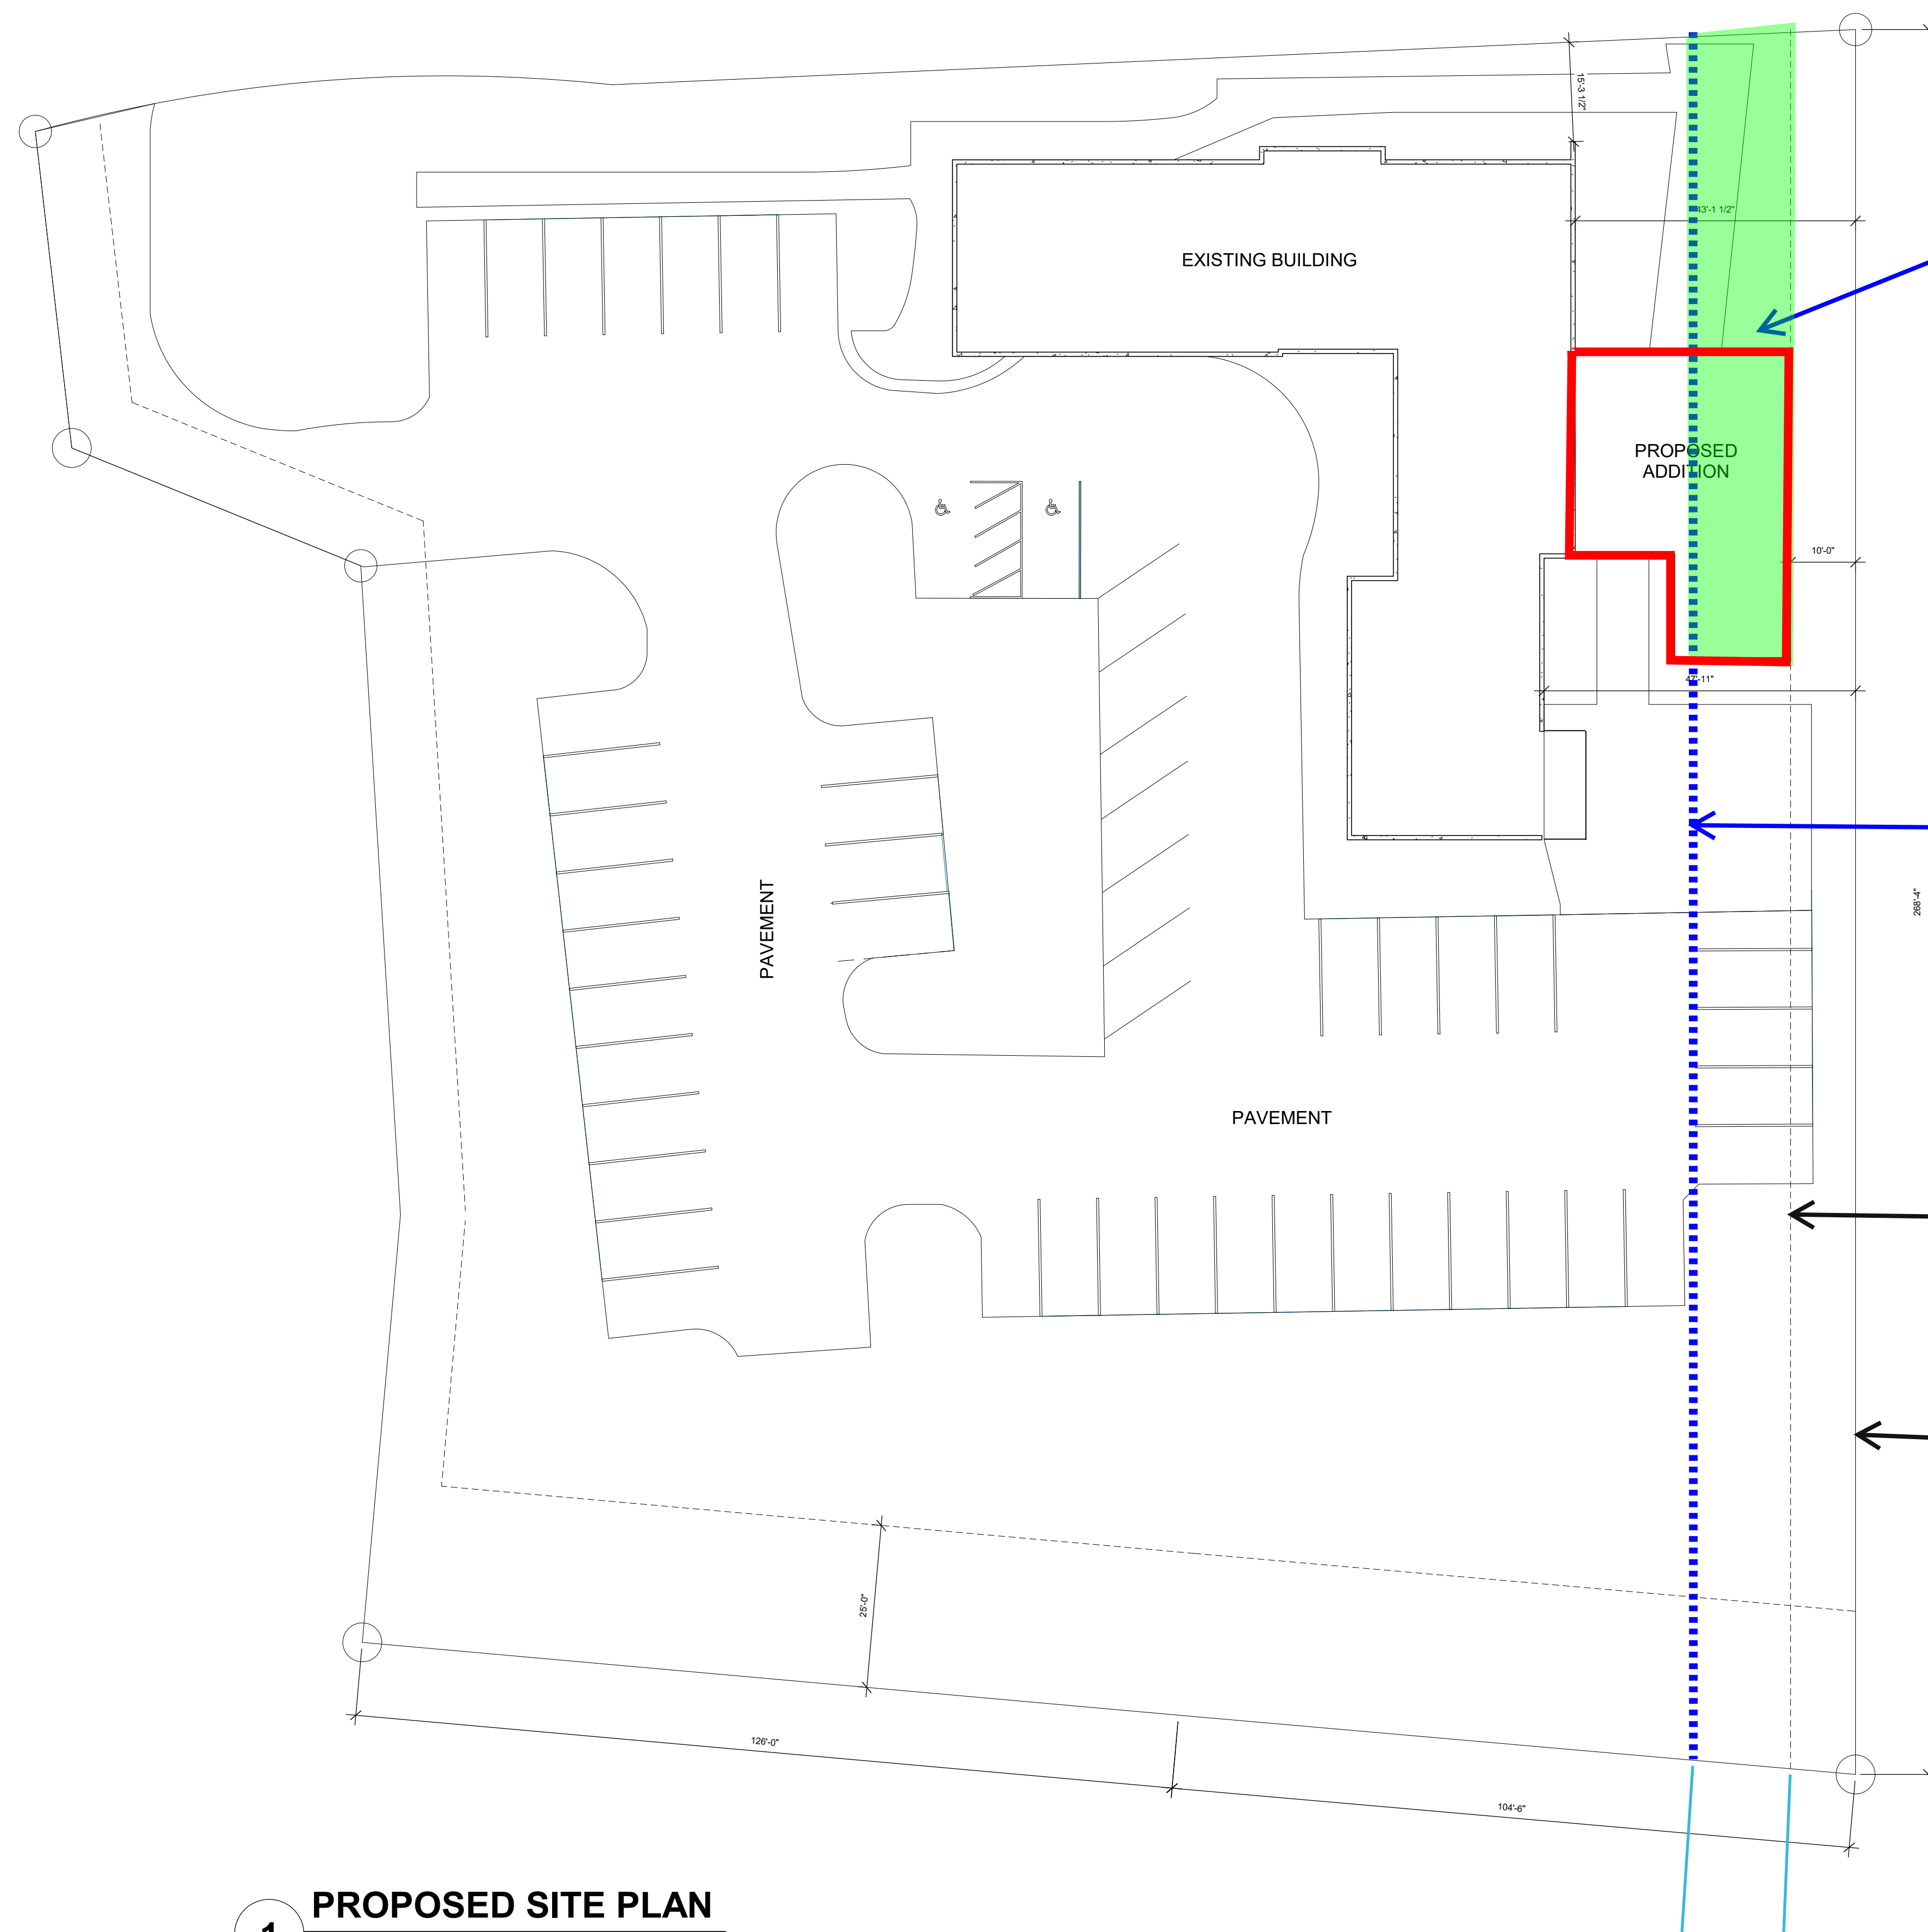 15'-3 1/2"
43'-1 1/2"
EXISTING BUILDING
PROPOSED
ADDITION
10'-0"
47'-11"
268'-4"
PAVEMENT
PAVEMENT
25'-0"
126'-0"
104'-6"
PROPOSED SITE PLAN
1